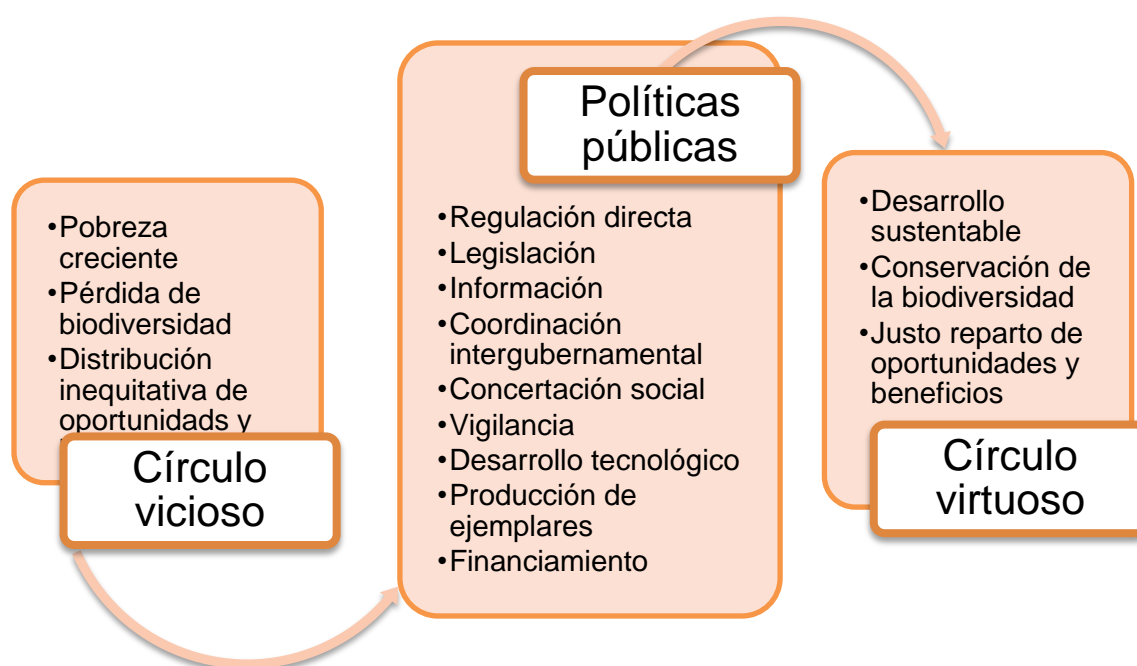 •Pobreza
creciente
•Pérdida de
biodiversidad
•Distribución
inequitativa de
oportunidads y
Círculo
vicioso
Políticas
públicas
•Regulación directa
•Legislación
•Información
•Coordinación
intergubernamental
•Concertación social
•Vigilancia
•Desarrollo tecnológico
•Producción de
ejemplares
•Financiamiento
•Desarrollo
sustentable
•Conservación de
la biodiversidad
•Justo reparto de
oportunidades y
beneficios
Círculo
virtuoso